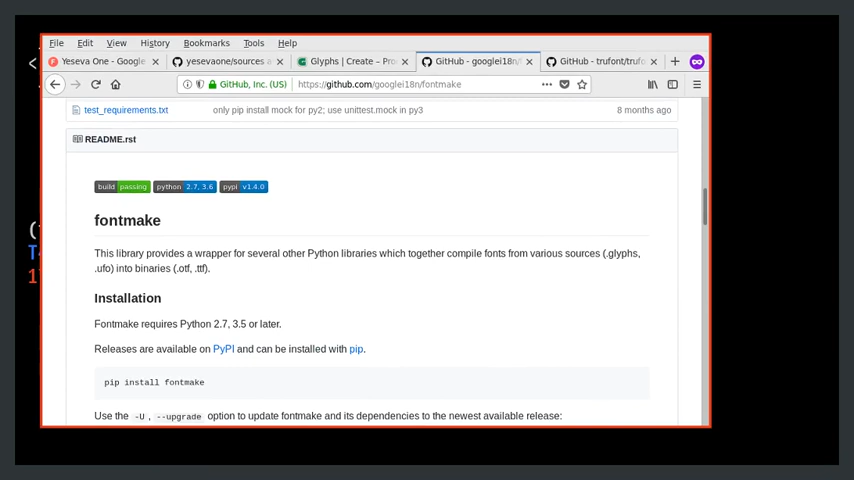 File Edit View History Bookmarks Tools Help
Yeseva One - Google
yesevaone/sources a
Glyphs | Create – Pro
GitHub - googlei18n/
GitHub - trufont/trufo
GitHub, Inc. (US) https://github.com/googlei18n/fontmake
test_requirements.txt only pip install mock for py2; use unittest.mock in py3 8 months ago
README.rst
build passing python 2.7, 3.6 pypi v1.4.0
fontmake
This library provides a wrapper for several other Python libraries which together compile fonts from various sources (.glyphs,
.ufo) into binaries (.otf, .ttf).
Installation
Fontmake requires Python 2.7, 3.5 or later.
Releases are available on PyPI and can be installed with pip.
pip install fontmake
Use the -U, --upgrade option to update fontmake and its dependencies to the newest available release: